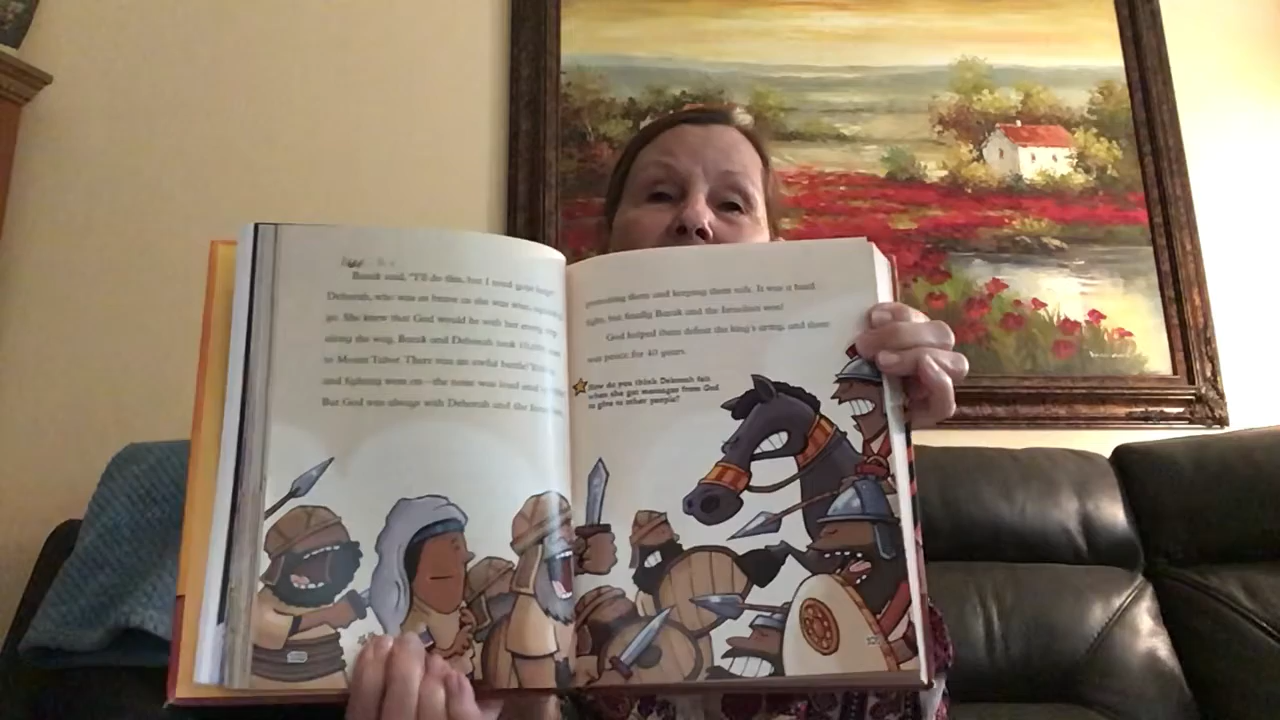 Barak said, "I'll do this, but I need your help."
Deborah, who was as brave as she was wise,
go. She knew that God would be with her every step
along the way. Barak and Deborah took 10,000 men
to Mount Tabor. There was an awful battle!
and fighting went on—the noise was loud and
But God was always with Deborah and the
protecting them and keeping them safe. It was a hard
fight, but finally Barak and the Israelites won!
God helped them defeat the king's army, and there
was peace for 40 years.
How do you think Deborah felt
when she got messages from God
to give to other people?